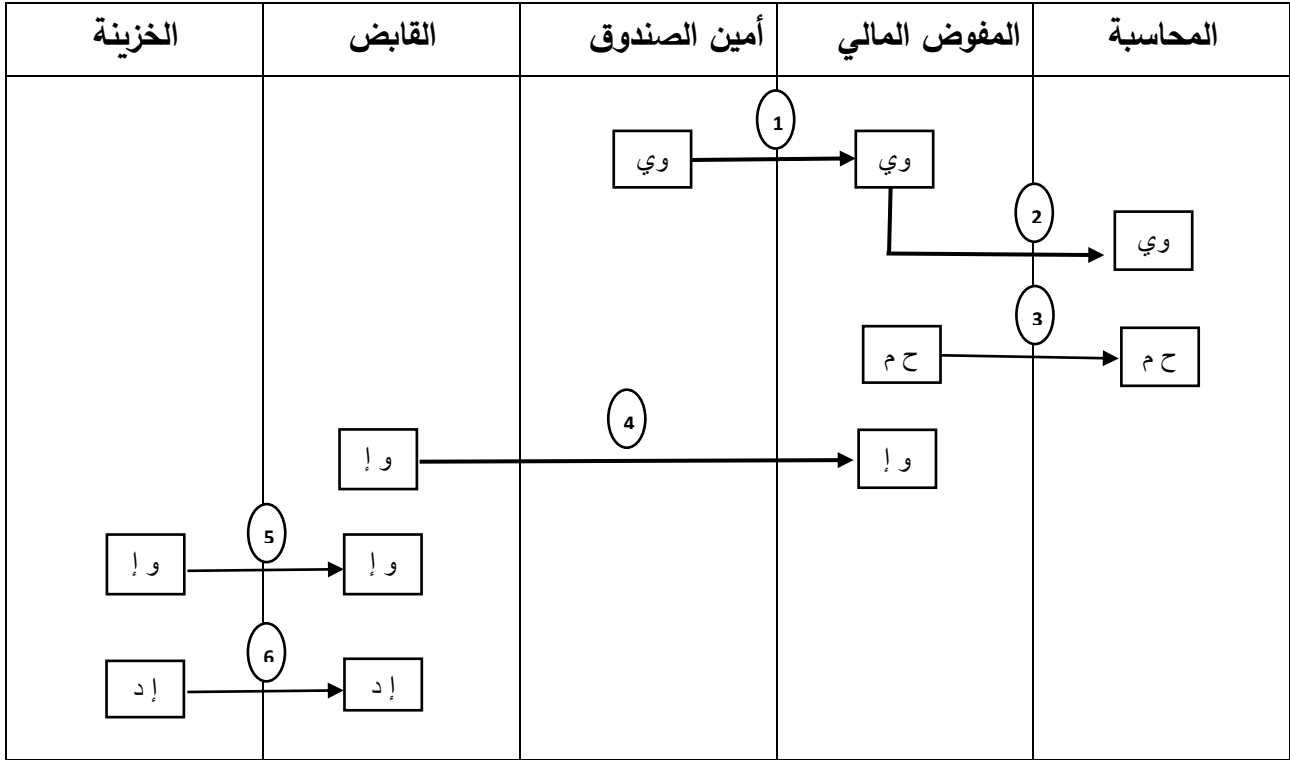 المحاسبة المفوض المالي أمين الصندوق القابض الخزينة
1
وي وي
2
وي
3
ح م ح م
4
و إ و إ
5
و إ و إ
6
إ د إ د